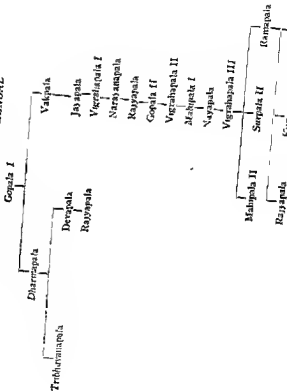 Gopala I
Dharmapala
Vakpala
Tribhuvanapala
Devapala
Rajyapala
Jayapala
Vigrahapala I
Narayanapala
Rajyapala
Gopala II
Vigrahapala II
Mahipala I
Nayapala
Vigrahapala III
Mahipala II
Surpala II
Ramapala
Rajyapala